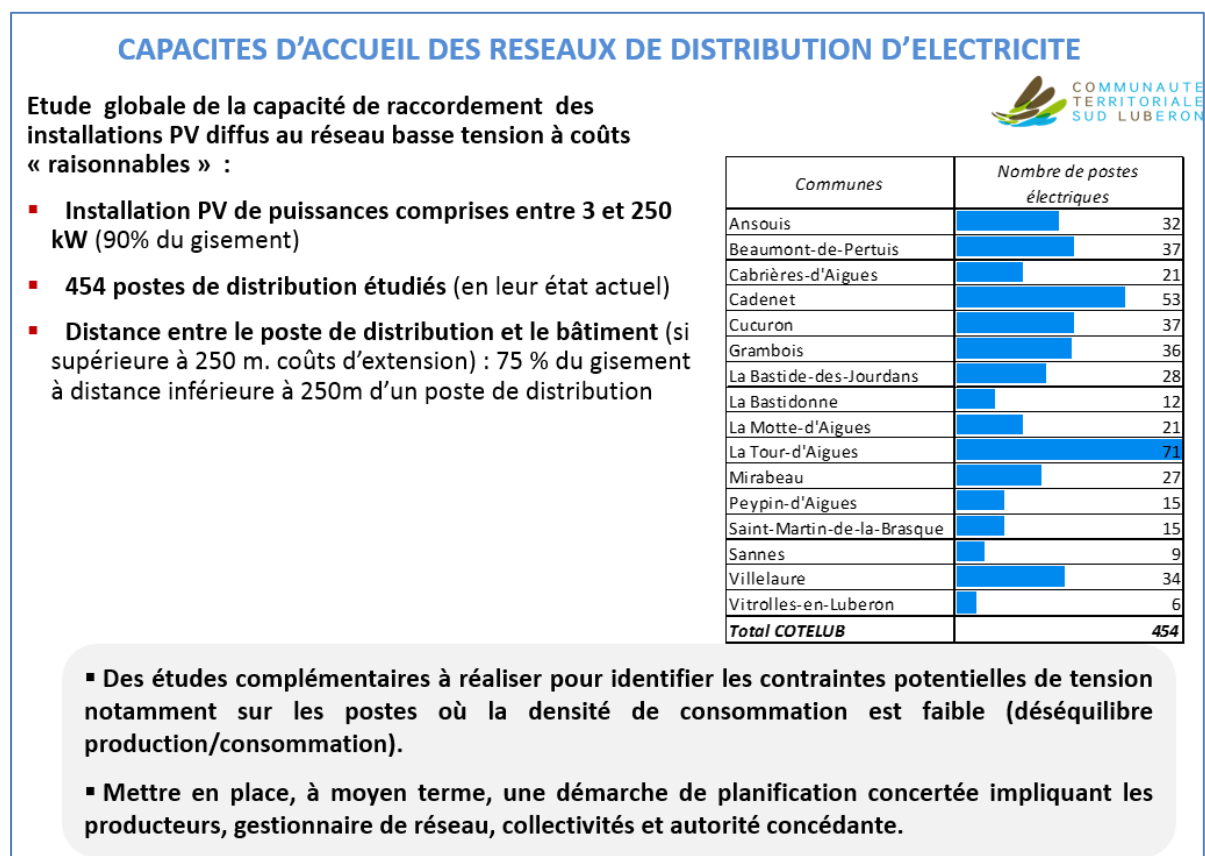 CAPACITES D’ACCUEIL DES RESEAUX DE DISTRIBUTION D’ELECTRICITE
COMMUNAUTE
TERRITORIALE
SUD LUBERON
Etude globale de la capacité de raccordement des
installations PV diffus au réseau basse tension à coûts
« raisonnables » :
▪ Installation PV de puissances comprises entre 3 et 250
kW (90% du gisement)
▪ 454 postes de distribution étudiés (en leur état actuel)
▪ Distance entre le poste de distribution et le bâtiment (si
supérieure à 250 m. coûts d’extension) : 75 % du gisement
à distance inférieure à 250m d’un poste de distribution
Communes Nombre de postes
électriques
Ansouis 32
Beaumont-de-Pertuis 37
Cabrières-d'Aigues 21
Cadenet 53
Cucuron 37
Grambois 36
La Bastide-des-Jourdans 28
La Bastidonne 12
La Motte-d'Aigues 21
La Tour-d'Aigues 71
Mirabeau 27
Peypin-d'Aigues 15
Saint-Martin-de-la-Brasque 15
Sannes 9
Villelaure 34
Vitrolles-en-Luberon 6
Total COTELUB 454
▪ Des études complémentaires à réaliser pour identifier les contraintes potentielles de tension
notamment sur les postes où la densité de consommation est faible (déséquilibre
production/consommation).
▪ Mettre en place, à moyen terme, une démarche de planification concertée impliquant les
producteurs, gestionnaire de réseau, collectivités et autorité concédante.